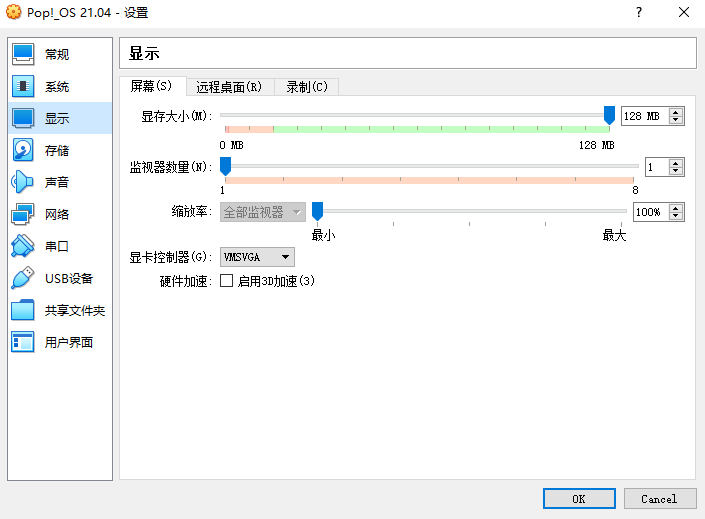 Pop!_OS 21.04 - 设置
?
常规
系统
显示
存储
声音
网络
串口
USB设备
共享文件夹
用户界面
显示
屏幕(S) 远程桌面(R) 录制(C)
显存大小(M): 128 MB
0 MB 128 MB
监视器数量(N): 1
1 8
缩放率: 全部监视器 100%
最小 最大
显卡控制器(G): VMSVGA
硬件加速: 启用3D加速(3)
OK Cancel